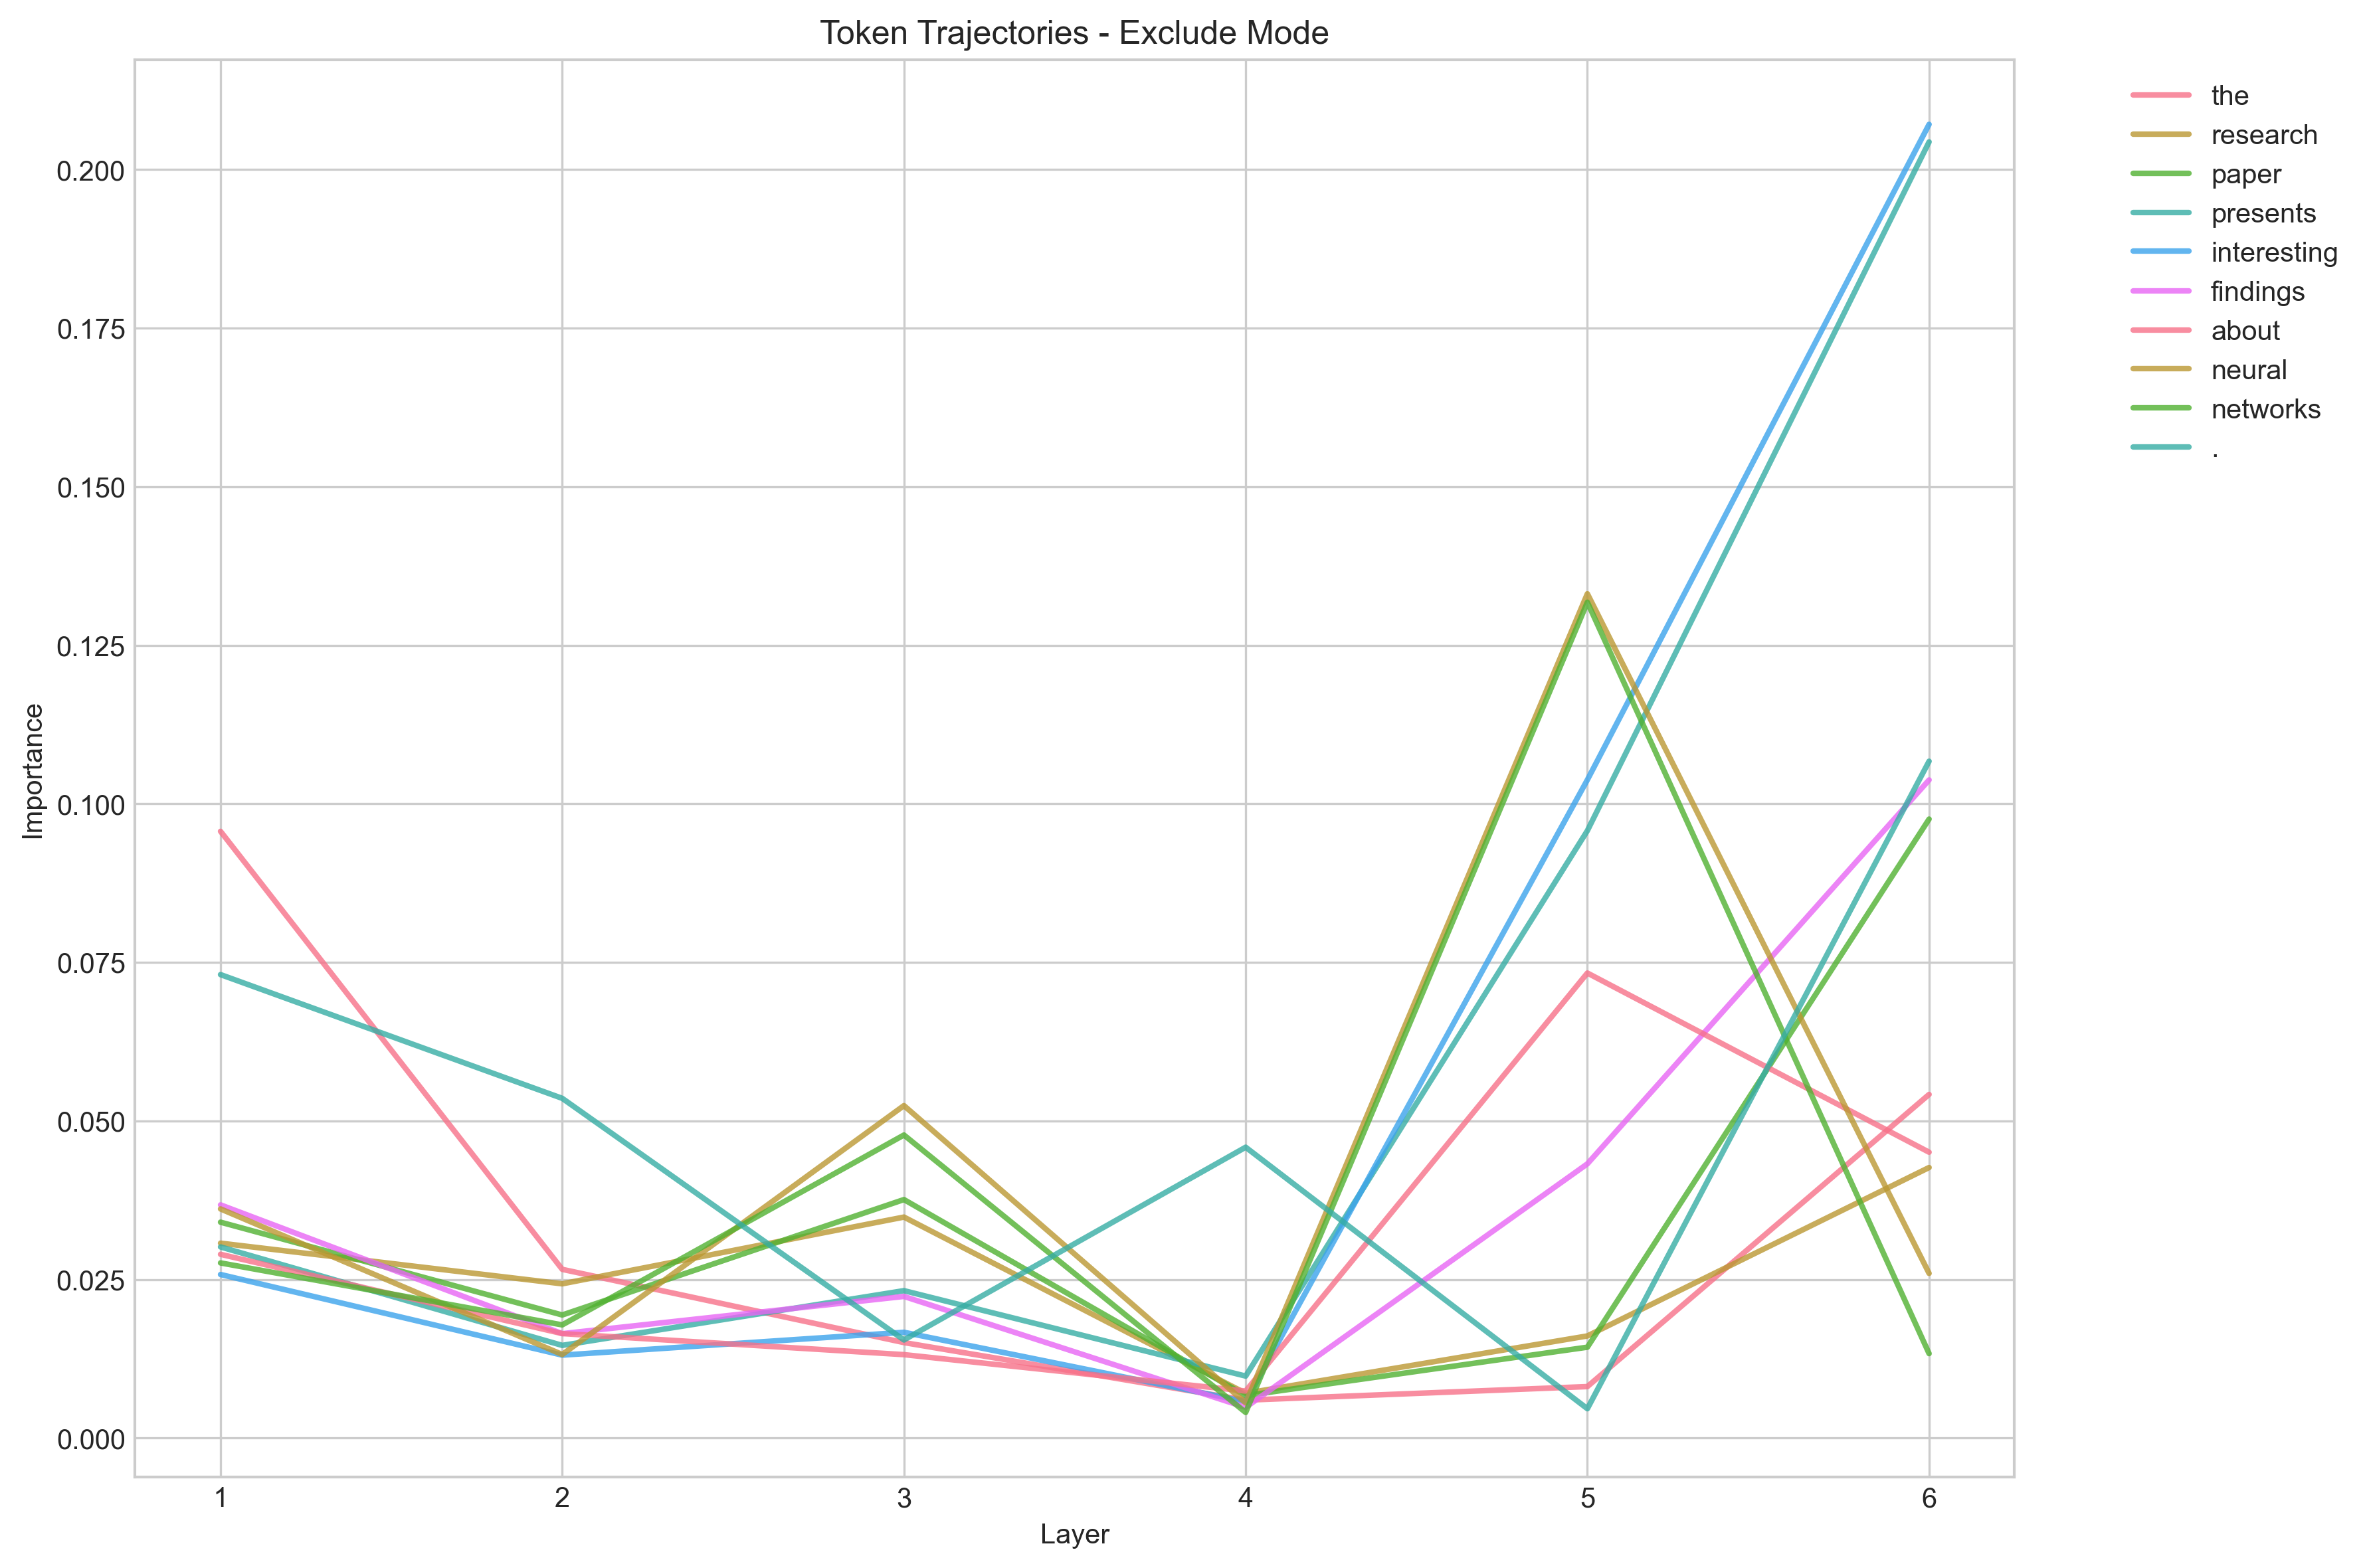 Token Trajectories - Exclude Mode
Importance
0.200
0.175
0.150
0.125
0.100
0.075
0.050
0.025
0.000
1 2 3 4 5 6
Layer
the
research
paper
presents
interesting
findings
about
neural
networks
.